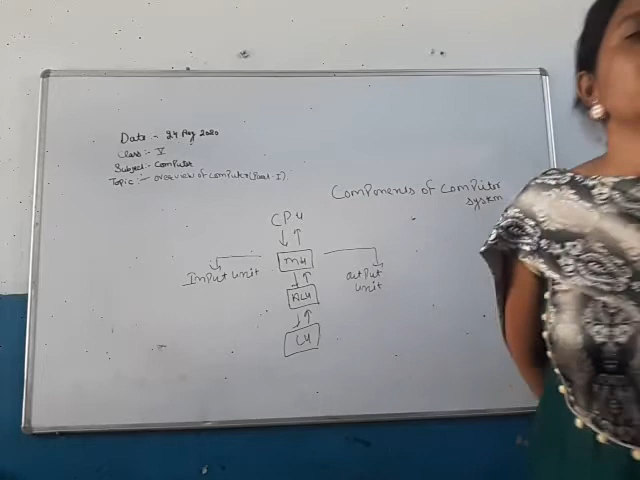 Date :- 24 Aug 2020
Class :- V
Subject :- Computer
Topic :- overview of computer (Part-I)
Components of Computer
System
CPU
MU
Input Unit
output
Unit
ALU
CU